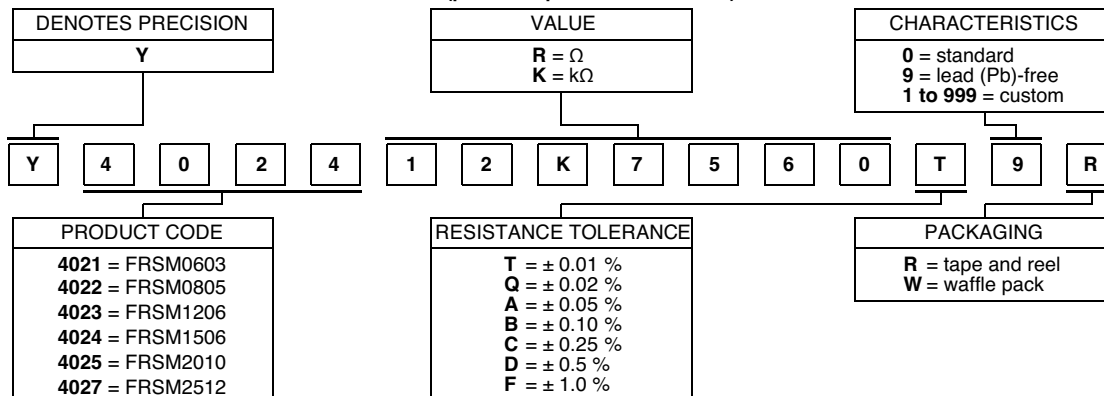 DENOTES PRECISION
Y
VALUE
R = Ω
K = kΩ
CHARACTERISTICS
0 = standard
9 = lead (Pb)-free
1 to 999 = custom
Y 4 0 2 4 1 2 K 7 5 6 0 T 9 R
PRODUCT CODE
4021 = FRSM0603
4022 = FRSM0805
4023 = FRSM1206
4024 = FRSM1506
4025 = FRSM2010
4027 = FRSM2512
RESISTANCE TOLERANCE
T = ± 0.01 %
Q = ± 0.02 %
A = ± 0.05 %
B = ± 0.10 %
C = ± 0.25 %
D = ± 0.5 %
F = ± 1.0 %
PACKAGING
R = tape and reel
W = waffle pack